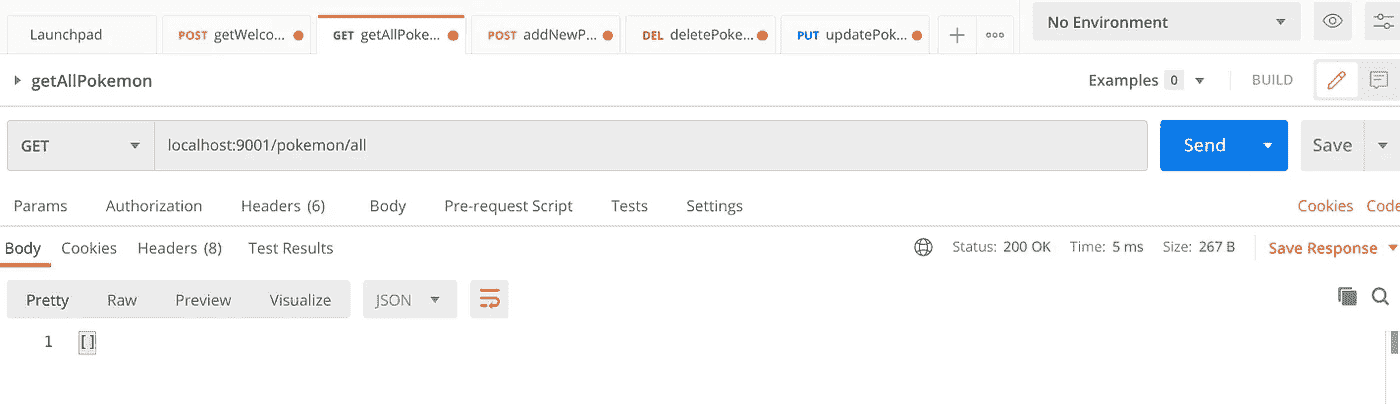 Launchpad POST getWelco... GET getAllPoke... POST addNewP... DEL deletePoke... PUT updatePok... No Environment
getAllPokemon Examples 0 BUILD
GET localhost:9001/pokemon/all Send Save
Params Authorization Headers (6) Body Pre-request Script Tests Settings Cookies Code
Body Cookies Headers (8) Test Results Status: 200 OK Time: 5 ms Size: 267 B Save Response
Pretty Raw Preview Visualize JSON
1 []